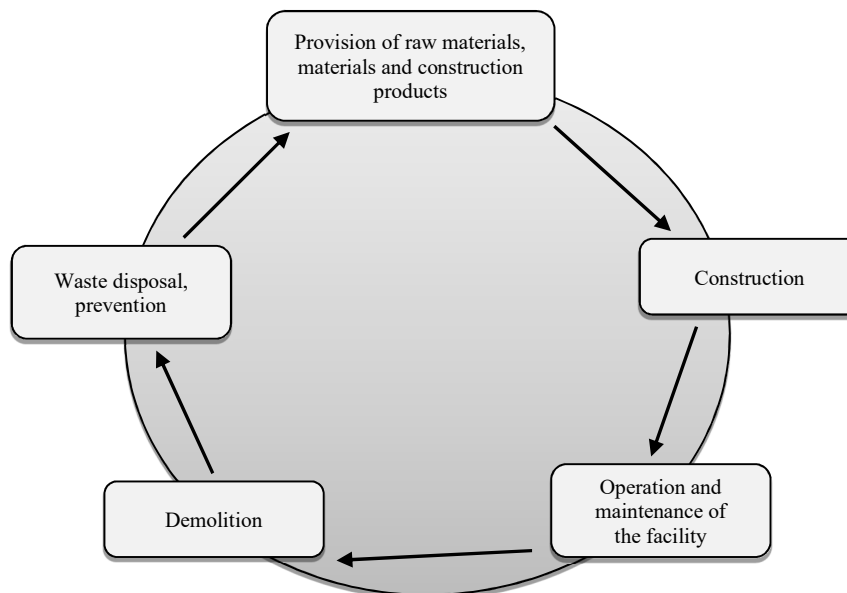 Provision of raw materials,
materials and construction
products
Construction
Operation and
maintenance of
the facility
Demolition
Waste disposal,
prevention